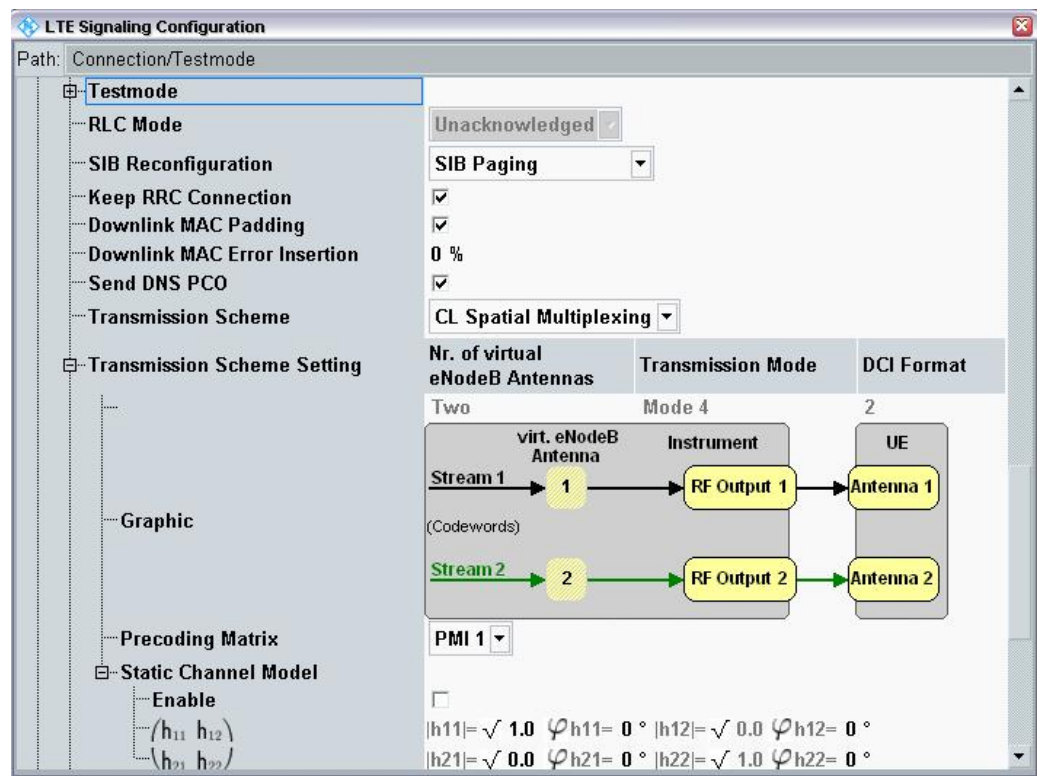 LTE Signaling Configuration
Path: Connection/Testmode
Testmode
RLC Mode Unacknowledged
SIB Reconfiguration SIB Paging
Keep RRC Connection
Downlink MAC Padding
Downlink MAC Error Insertion 0 %
Send DNS PCO
Transmission Scheme CL Spatial Multiplexing
Transmission Scheme Setting
Nr. of virtual
eNodeB Antennas Transmission Mode DCI Format
Two Mode 4 2
virt. eNodeB
Antenna Instrument UE
Stream 1 1 RF Output 1 Antenna 1
Graphic
(Codewords)
Stream 2 2 RF Output 2 Antenna 2
Precoding Matrix PMI 1
Static Channel Model
Enable
(h11 h12) |h11|= √ 1.0 φh11= 0 ° |h12|= √ 0.0 φh12= 0 °
(h21 h22) |h21|= √ 0.0 φh21= 0 ° |h22|= √ 1.0 φh22= 0 °